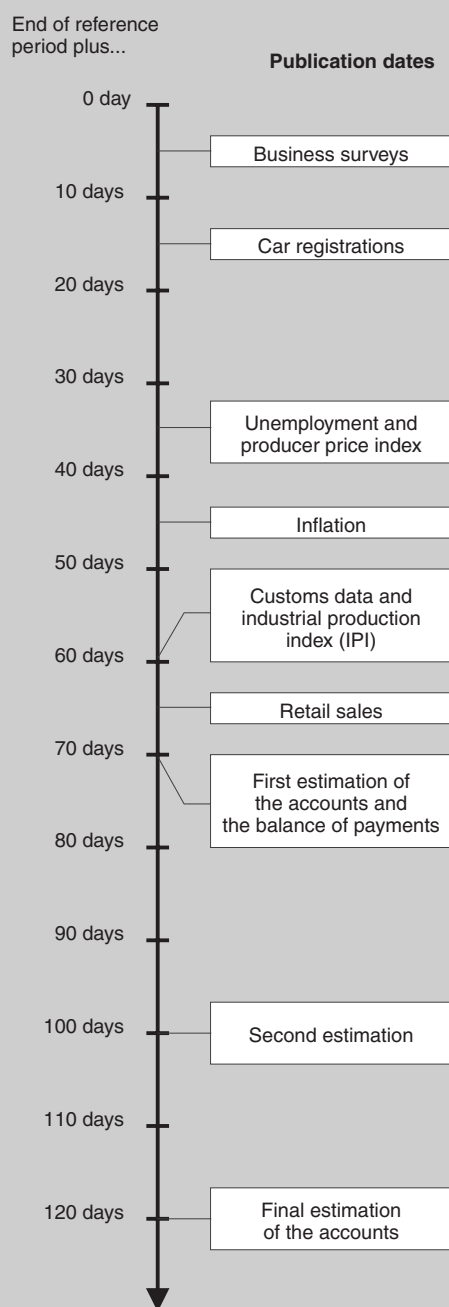 End of reference
period plus...
Publication dates
0 day
Business surveys
10 days
Car registrations
20 days
30 days
Unemployment and
producer price index
40 days
Inflation
50 days
Customs data and
industrial production
index (IPI)
60 days
Retail sales
70 days
First estimation of
the accounts and
the balance of payments
80 days
90 days
100 days
Second estimation
110 days
120 days
Final estimation
of the accounts